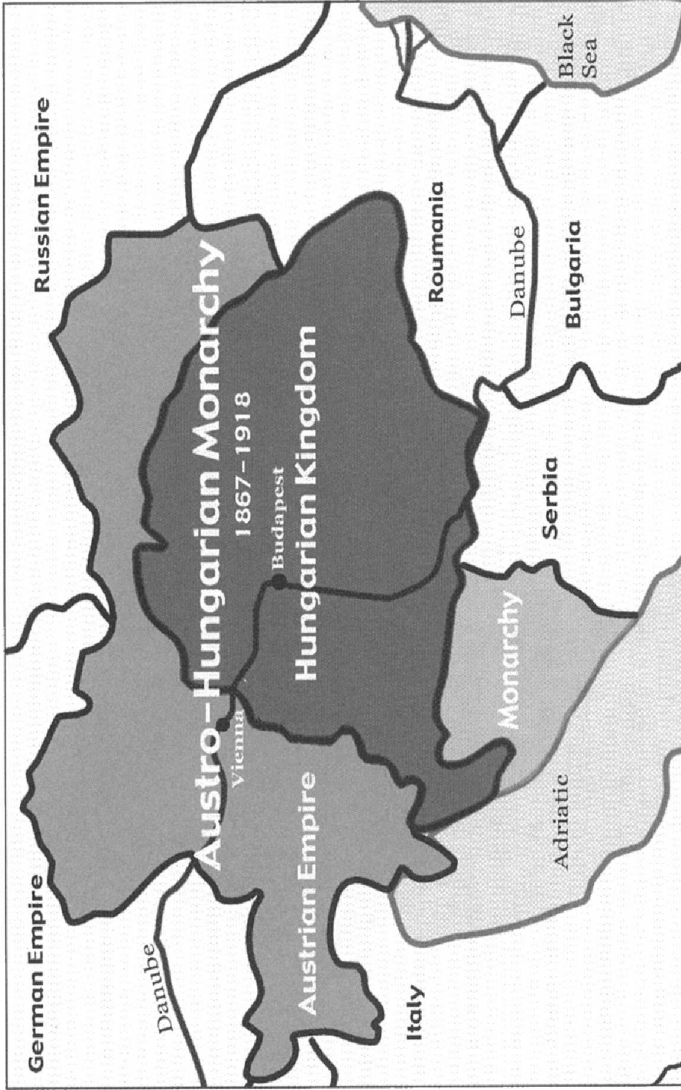 German Empire
Russian Empire
Danube
Austro–Hungarian Monarchy
1867–1918
Vienna
Budapest
Austrian Empire
Hungarian Kingdom
Italy
Roumania
Adriatic
Monarchy
Serbia
Danube
Bulgaria
Black
Sea